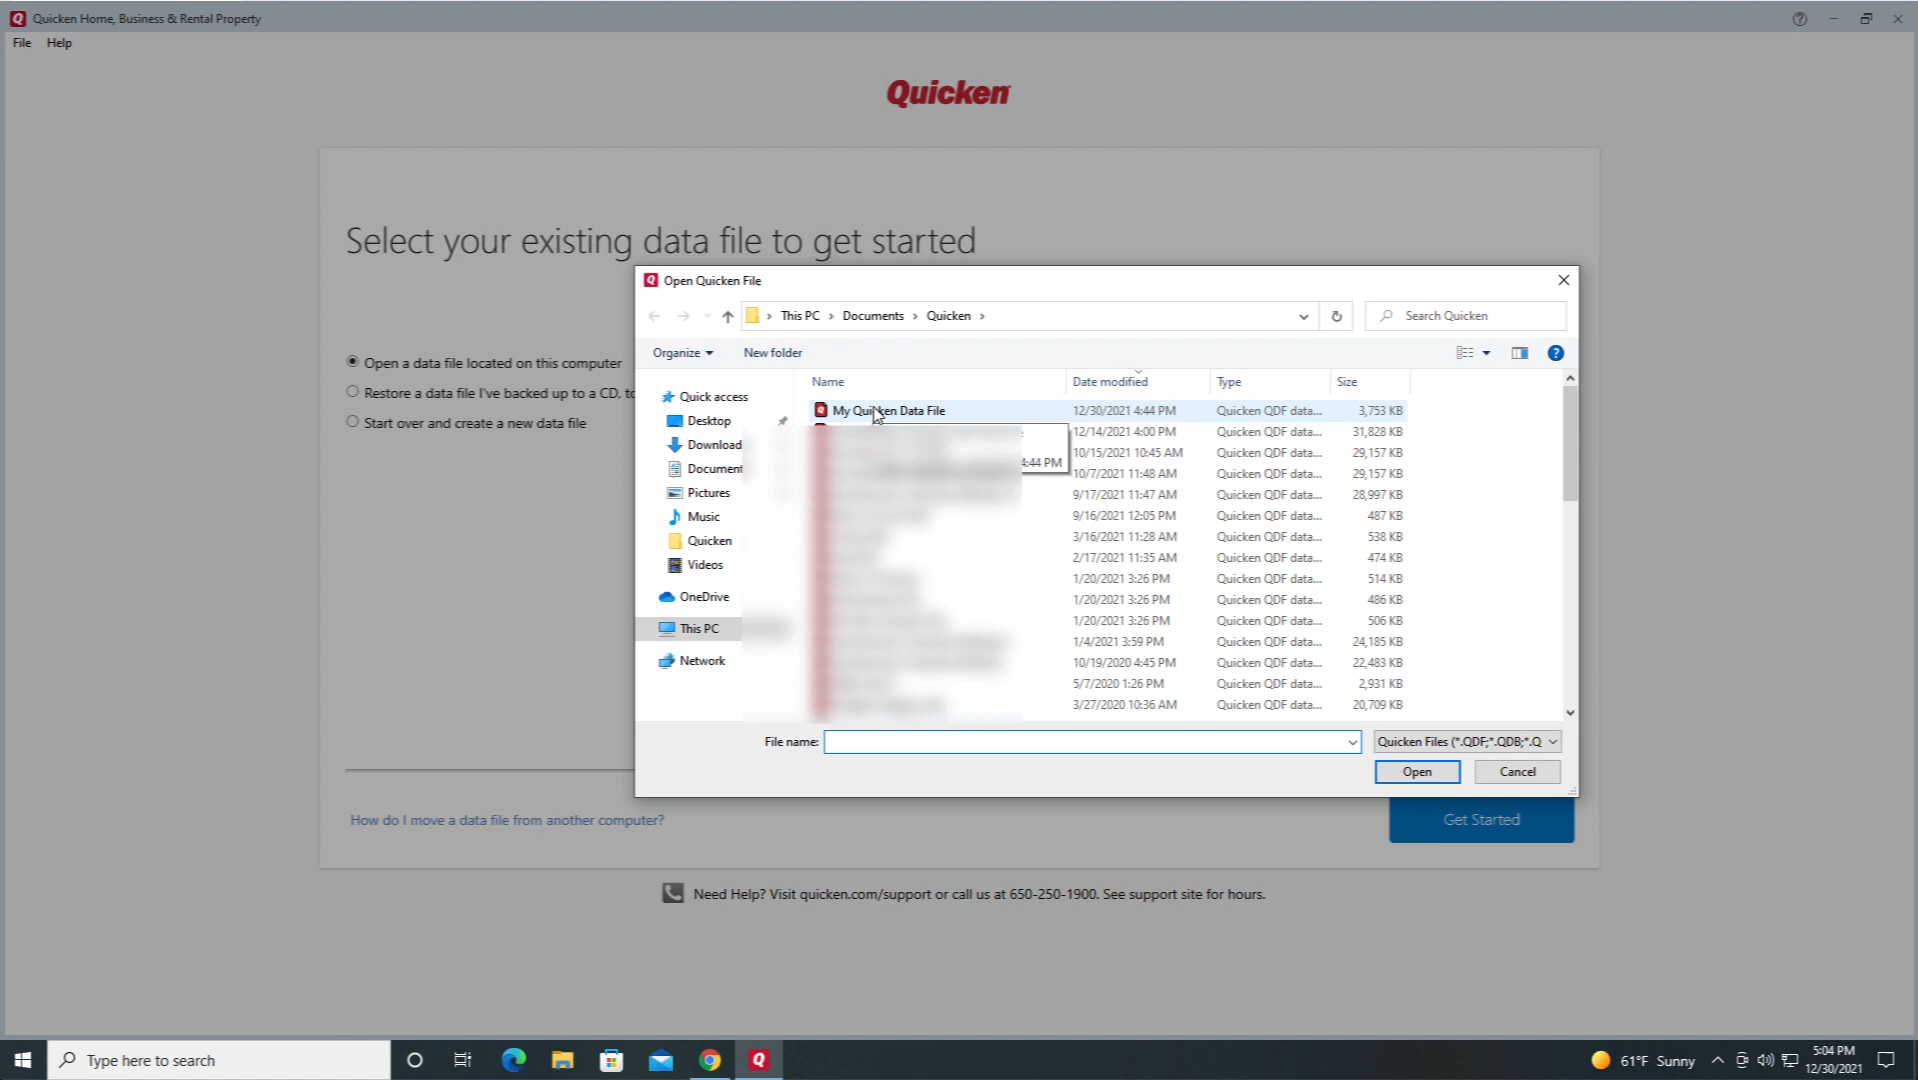 Quicken Home, Business & Rental Property
File Help
Quicken
Select your existing data file to get started
Open a data file located on this computer
Restore a data file I've backed up to a CD,
Start over and create a new data file
Open Quicken File
This PC > Documents > Quicken >
Search Quicken
Organize
New folder
Name Date modified Type Size
Quick access
Desktop
Download
Document
Pictures
Music
Quicken
Videos
OneDrive
This PC
Network
My Quicken Data File 12/30/2021 4:44 PM Quicken QDF data... 3,753 KB
12/14/2021 4:00 PM Quicken QDF data... 31,828 KB
4:44 PM
10/15/2021 10:45 AM Quicken QDF data... 29,157 KB
10/7/2021 11:48 AM Quicken QDF data... 29,157 KB
9/17/2021 11:47 AM Quicken QDF data... 28,997 KB
9/16/2021 12:05 PM Quicken QDF data... 487 KB
3/16/2021 11:28 AM Quicken QDF data... 538 KB
2/17/2021 11:35 AM Quicken QDF data... 474 KB
1/20/2021 3:26 PM Quicken QDF data... 514 KB
1/20/2021 3:26 PM Quicken QDF data... 486 KB
1/20/2021 3:26 PM Quicken QDF data... 506 KB
1/4/2021 3:59 PM Quicken QDF data... 24,185 KB
10/19/2020 4:45 PM Quicken QDF data... 22,483 KB
5/7/2020 1:26 PM Quicken QDF data... 2,931 KB
3/27/2020 10:36 AM Quicken QDF data... 20,709 KB
File name:
Quicken Files (*.QDF;*.QDB;*.Q
Open
Cancel
How do I move a data file from another computer?
Get Started
Need Help? Visit quicken.com/support or call us at 650-250-1900. See support site for hours.
Type here to search
61°F Sunny
5:04 PM
12/30/2021